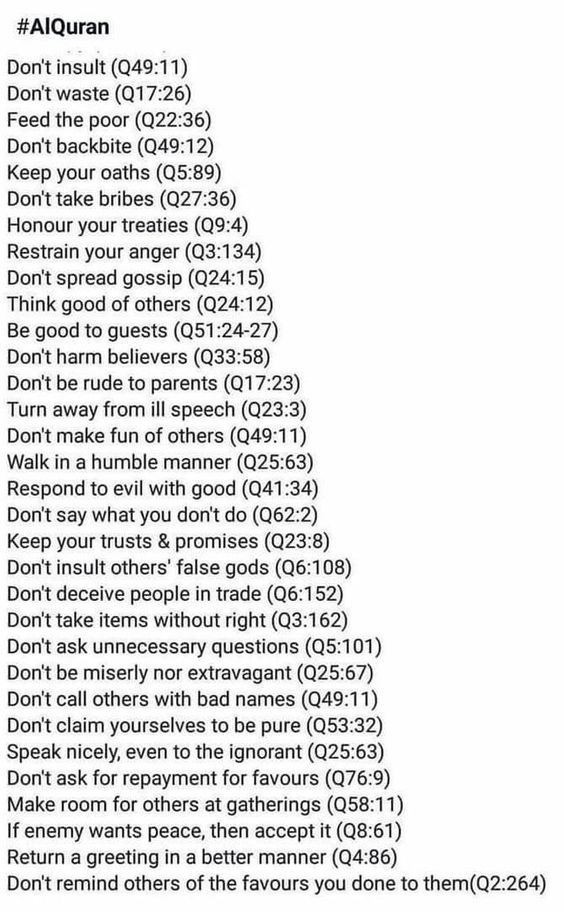 #AlQuran
Don't insult (Q49:11)
Don't waste (Q17:26)
Feed the poor (Q22:36)
Don't backbite (Q49:12)
Keep your oaths (Q5:89)
Don't take bribes (Q27:36)
Honour your treaties (Q9:4)
Restrain your anger (Q3:134)
Don't spread gossip (Q24:15)
Think good of others (Q24:12)
Be good to guests (Q51:24-27)
Don't harm believers (Q33:58)
Don't be rude to parents (Q17:23)
Turn away from ill speech (Q23:3)
Don't make fun of others (Q49:11)
Walk in a humble manner (Q25:63)
Respond to evil with good (Q41:34)
Don't say what you don't do (Q62:2)
Keep your trusts & promises (Q23:8)
Don't insult others' false gods (Q6:108)
Don't deceive people in trade (Q6:152)
Don't take items without right (Q3:162)
Don't ask unnecessary questions (Q5:101)
Don't be miserly nor extravagant (Q25:67)
Don't call others with bad names (Q49:11)
Don't claim yourselves to be pure (Q53:32)
Speak nicely, even to the ignorant (Q25:63)
Don't ask for repayment for favours (Q76:9)
Make room for others at gatherings (Q58:11)
If enemy wants peace, then accept it (Q8:61)
Return a greeting in a better manner (Q4:86)
Don't remind others of the favours you done to them(Q2:264)